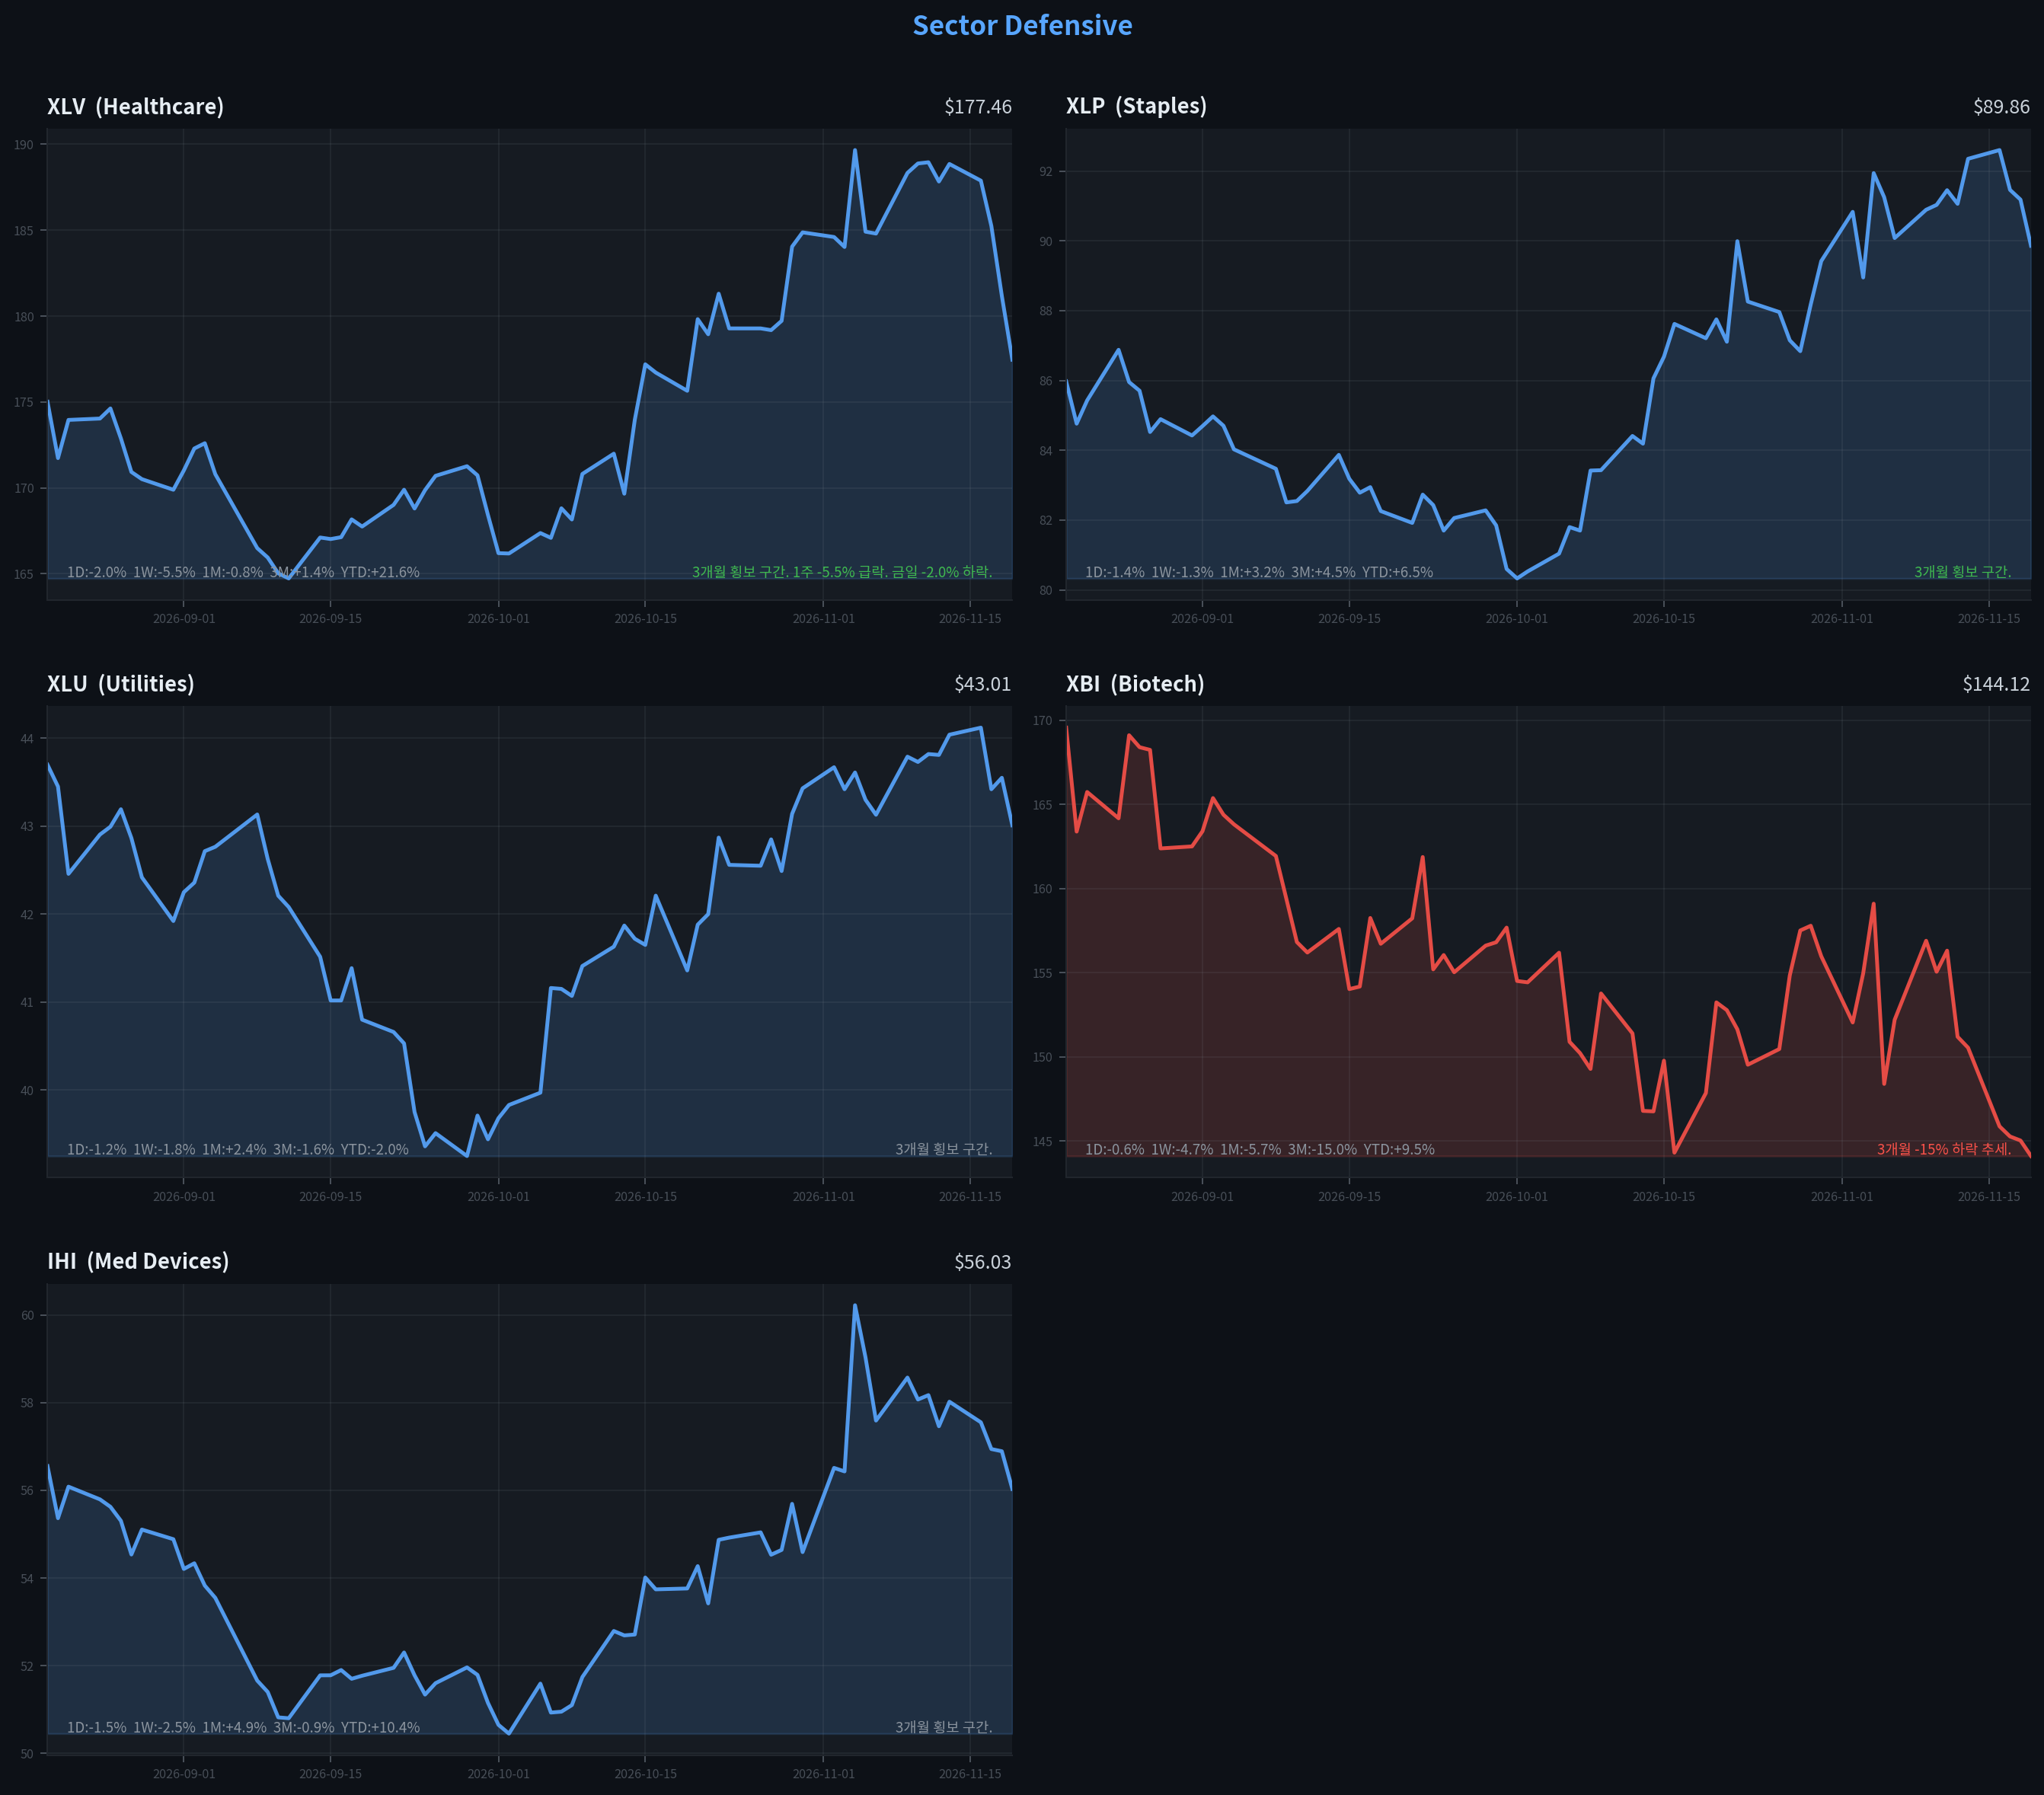 Sector Defensive
XLV (Healthcare) $177.46
190
185
180
175
170
165
1D:-2.0% 1W:-5.5% 1M:-0.8% 3M:+1.4% YTD:+21.6% 3개월 횡보 구간. 1주 -5.5% 급락. 금일 -2.0% 하락.
2026-09-01 2026-09-15 2026-10-01 2026-10-15 2026-11-01 2026-11-15
XLP (Staples) $89.86
92
90
88
86
84
82
80
1D:-1.4% 1W:-1.3% 1M:+3.2% 3M:+4.5% YTD:+6.5% 3개월 횡보 구간.
2026-09-01 2026-09-15 2026-10-01 2026-10-15 2026-11-01 2026-11-15
XLU (Utilities) $43.01
44
43
42
41
40
1D:-1.2% 1W:-1.8% 1M:+2.4% 3M:-1.6% YTD:-2.0% 3개월 횡보 구간.
2026-09-01 2026-09-15 2026-10-01 2026-10-15 2026-11-01 2026-11-15
XBI (Biotech) $144.12
170
165
160
155
150
145
1D:-0.6% 1W:-4.7% 1M:-5.7% 3M:-15.0% YTD:+9.5% 3개월 -15% 하락 추세.
2026-09-01 2026-09-15 2026-10-01 2026-10-15 2026-11-01 2026-11-15
IHI (Med Devices) $56.03
60
58
56
54
52
50
1D:-1.5% 1W:-2.5% 1M:+4.9% 3M:-0.9% YTD:+10.4% 3개월 횡보 구간.
2026-09-01 2026-09-15 2026-10-01 2026-10-15 2026-11-01 2026-11-15